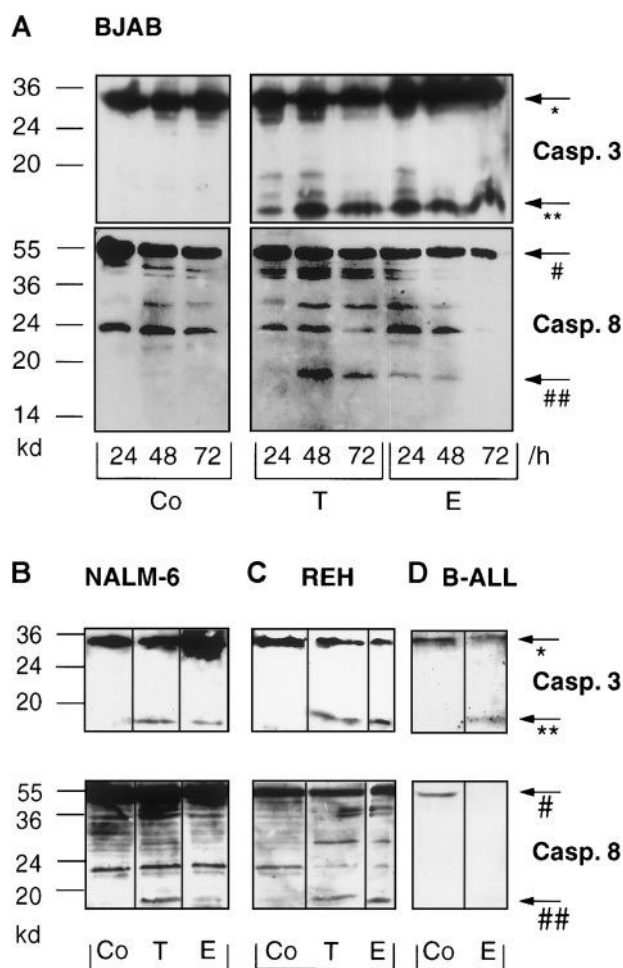 A BJAB
36
24
20
*
Casp. 3
**
55
36
24
20
14
kd
#
Casp. 8
##
24 48 72 24 48 72 24 48 72 /h
Co T E
B NALM-6 C REH D B-ALL
36
24
20
*
Casp. 3
**
55
36
24
20
kd
#
Casp. 8
##
Co T E Co T E Co E